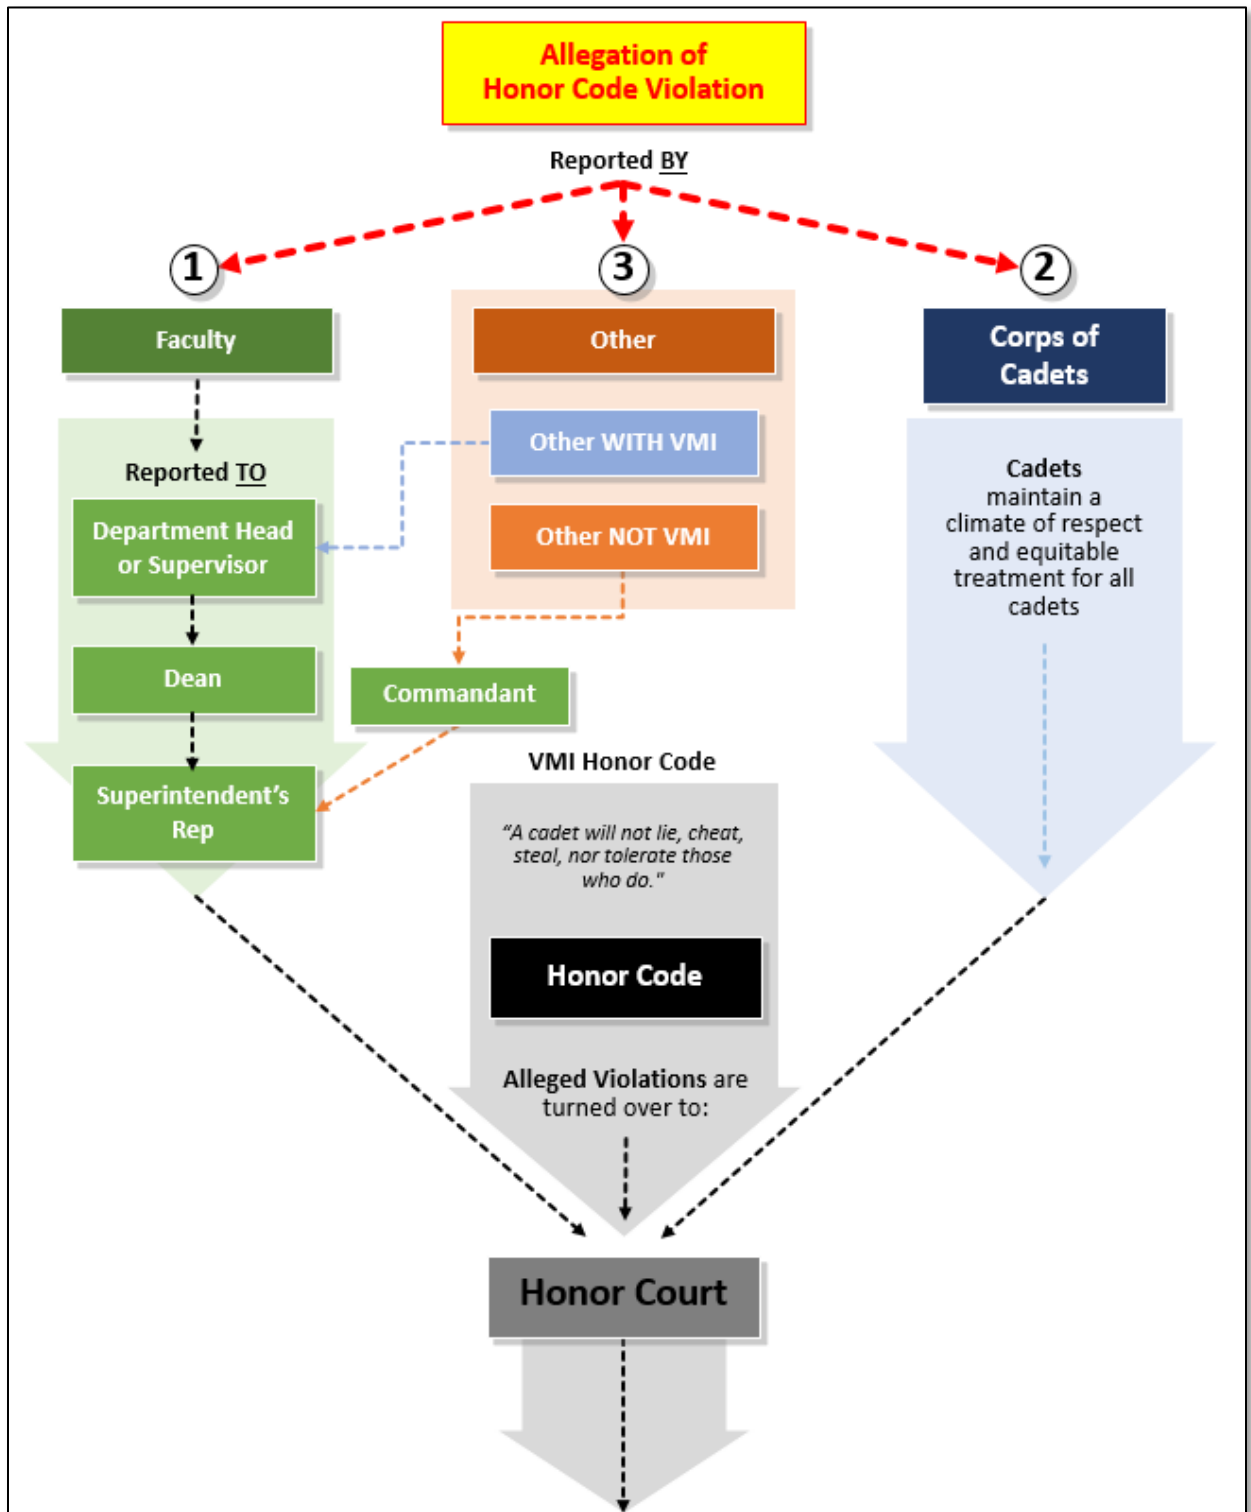 Allegation of
Honor Code Violation
Reported BY
1
3
2
Faculty
Other
Corps of
Cadets
Other WITH VMI
Reported TO
Cadets
maintain a
climate of respect
and equitable
treatment for all
cadets
Department Head
or Supervisor
Other NOT VMI
Dean
Commandant
VMI Honor Code
Superintendent’s
Rep
“A cadet will not lie, cheat,
steal, nor tolerate those
who do."
Honor Code
Alleged Violations are
turned over to:
Honor Court